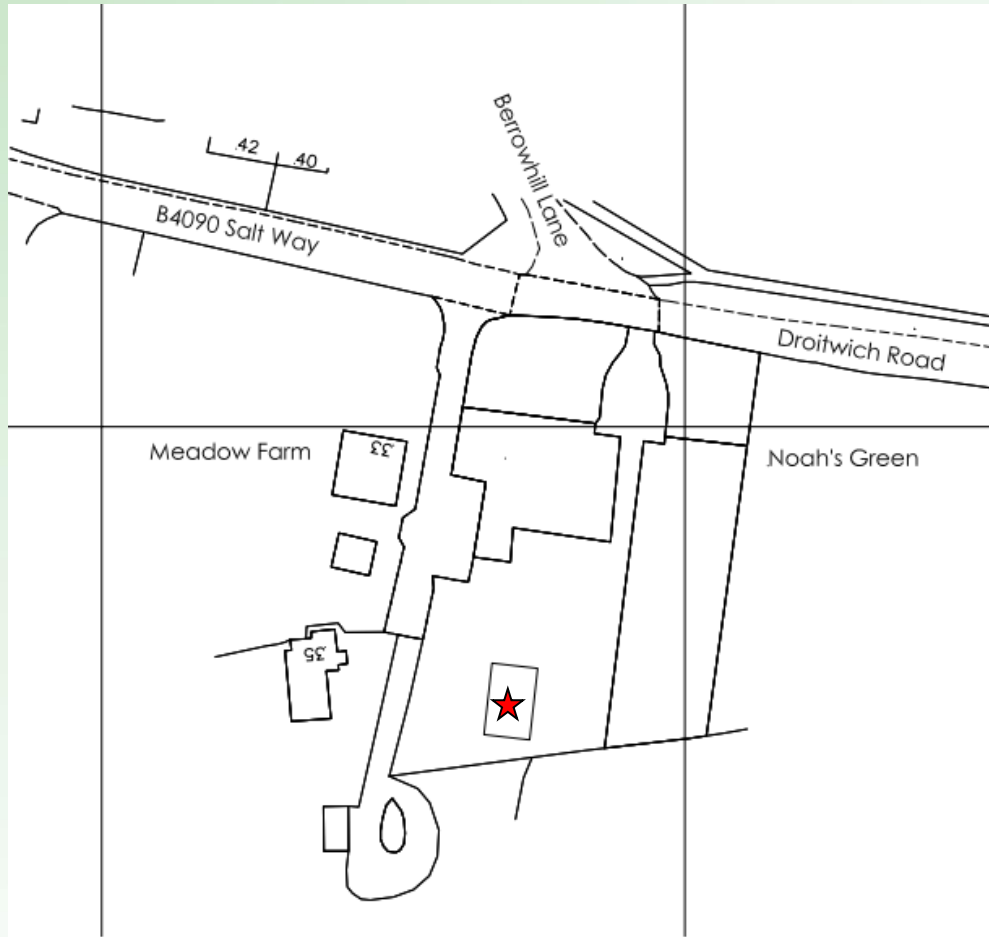 Berrowhill Lane
.42
.40
B4090 Salt Way
Droitwich Road
Meadow Farm
.33
Noah's Green
.35